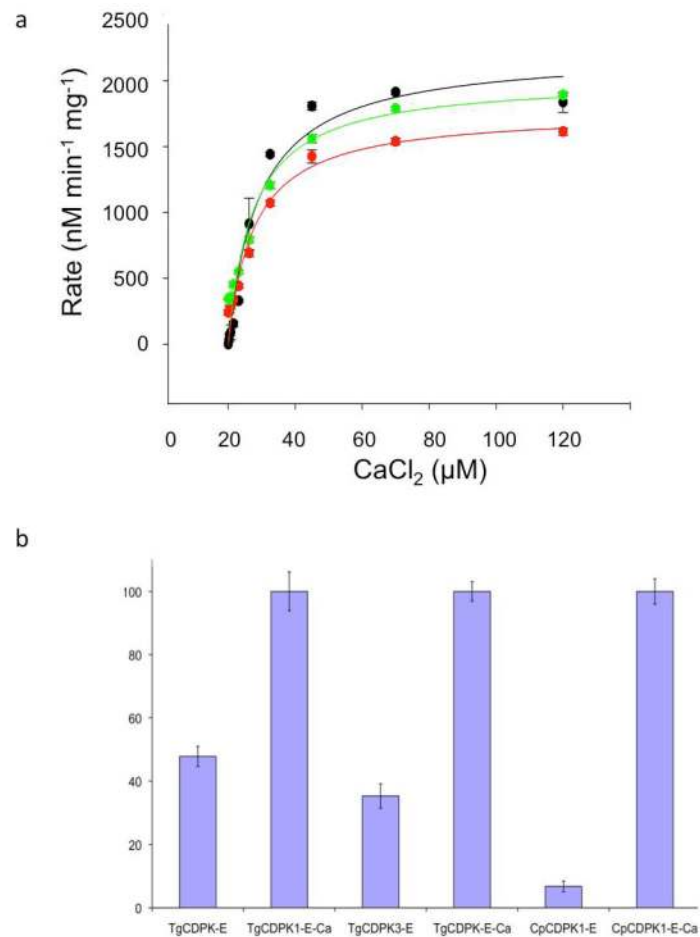 a
2500
2000
1500
1000
500
0
Rate (nM min⁻¹ mg⁻¹)
0 20 40 60 80 100 120
CaCl₂ (µM)
b
100
80
60
40
20
0
TgCDPK-E TgCDPK1-E-Ca TgCDPK3-E TgCDPK-E-Ca CpCDPK1-E CpCDPK1-E-Ca